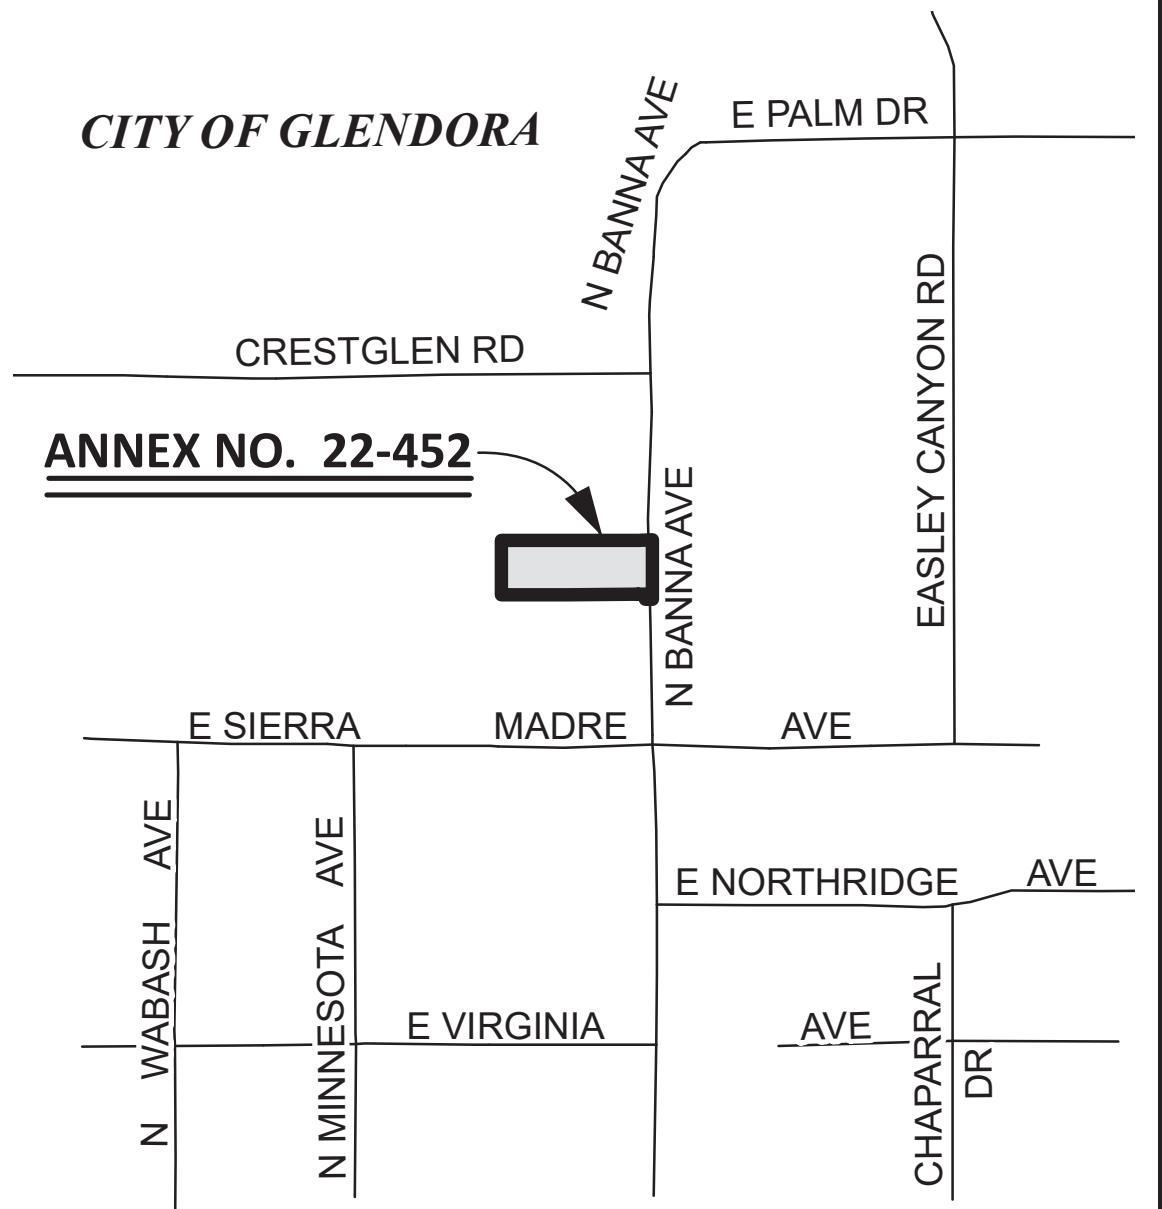 CITY OF GLENDORA
E PALM DR
N BANNA AVE
CRESTGLEN RD
EASLEY CANYON RD
ANNEX NO. 22-452
N BANNA AVE
E SIERRA MADRE AVE
N WABASH AVE
N MINNESOTA AVE
E NORTHRIDGE AVE
E VIRGINIA AVE
CHAPARRAL DR